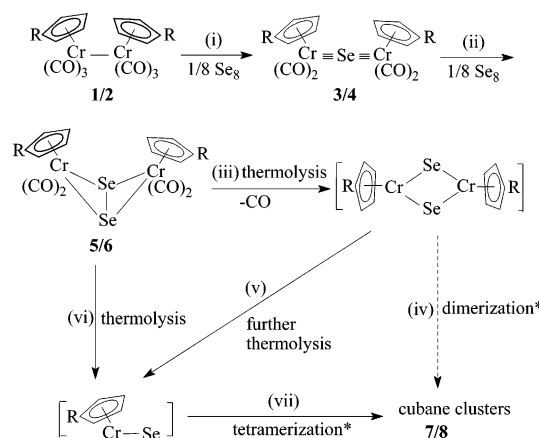 R R (i) R R (ii)
Cr — Cr 1/8 Se₈ Cr ≡ Se ≡ Cr 1/8 Se₈
(CO)₃ (CO)₃ (CO)₂ (CO)₂
1/2 3/4
R Cr Se Cr R (iii) thermolysis R Cr Se Cr R
(CO)₂ (CO)₂ -CO
Se Se
5/6
(v)
(vi) thermolysis further (iv) dimerization*
thermolysis
R (vii)
Cr — Se tetramerization* cubane clusters
7/8